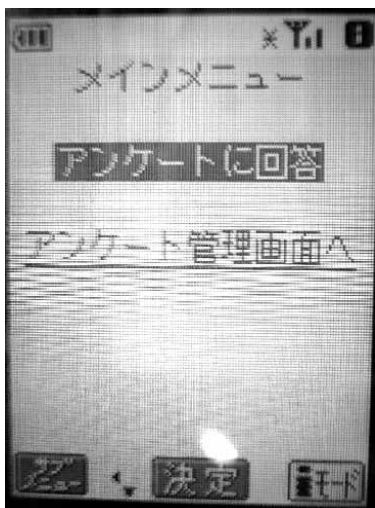 メインメニュー
アンケートに回答
アンケート管理画面へ
サブ
メニュー
決定
モード